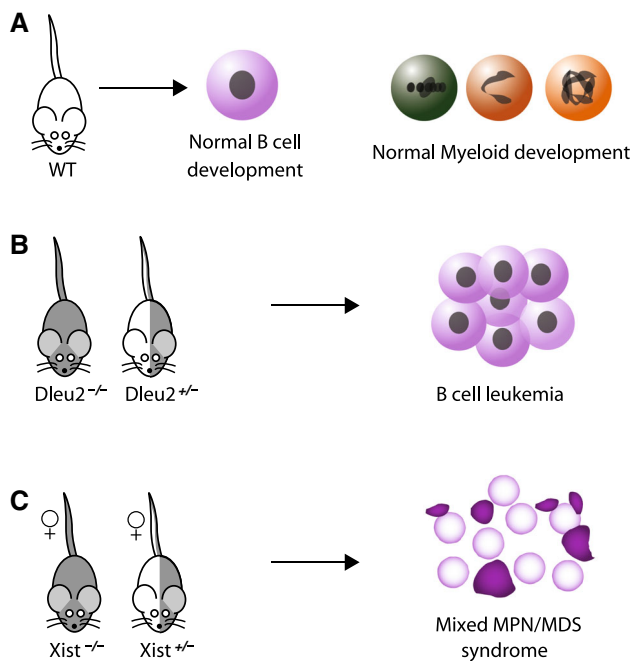 A
WT
Normal B cell
development
Normal Myeloid development
B
Dleu2 -/-
Dleu2 +/-
B cell leukemia
C
♀
♀
Xist -/-
Xist +/-
Mixed MPN/MDS
syndrome